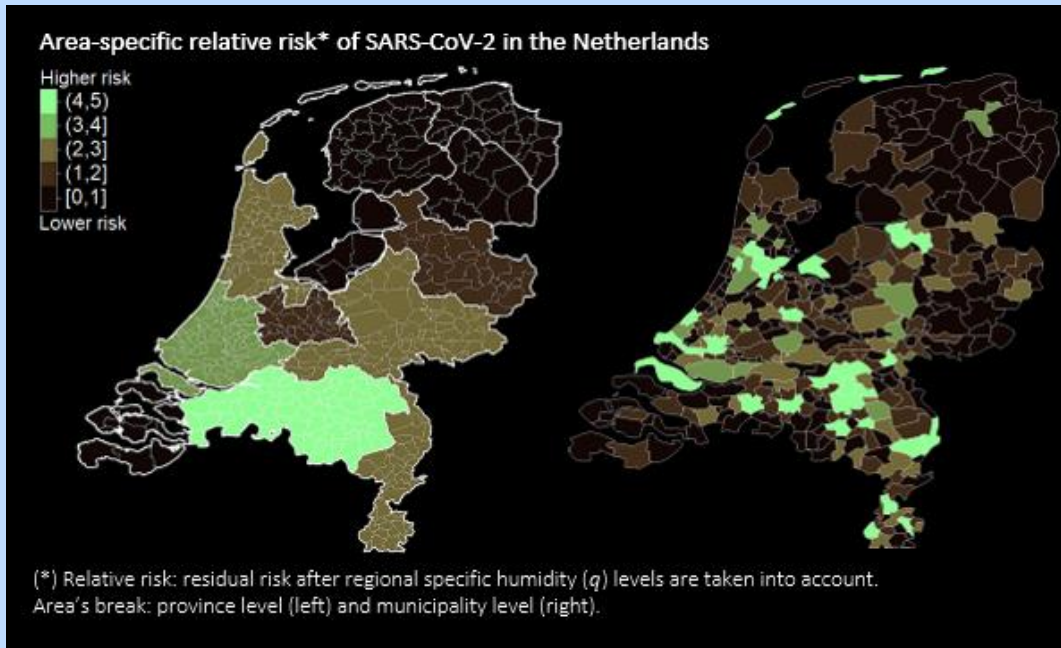 Area-specific relative risk* of SARS-CoV-2 in the Netherlands
Higher risk
(4,5)
(3,4]
(2,3]
(1,2]
[0,1]
Lower risk
(*) Relative risk: residual risk after regional specific humidity (q) levels are taken into account.
Area's break: province level (left) and municipality level (right).